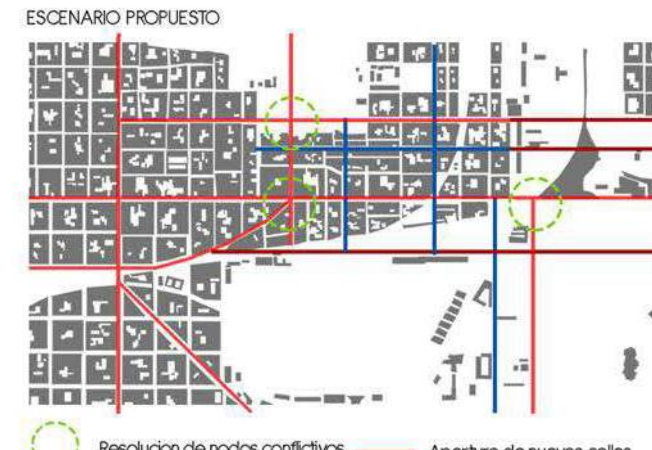 ESCENARIO PROPUESTO
Resolucion de nodos conflictivos
Apertura de nuevas calles